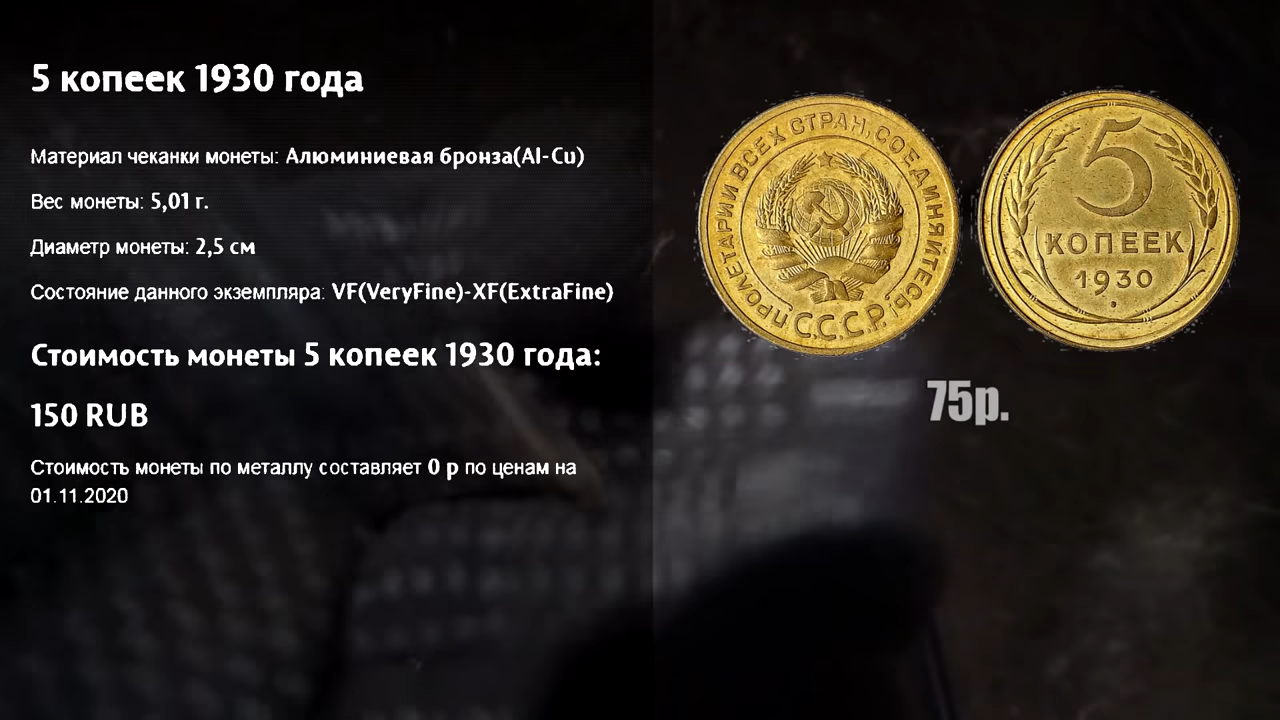 5 копеек 1930 года
Материал чеканки монеты: Алюминиевая бронза(Al-Cu)
Вес монеты: 5,01 г.
Диаметр монеты: 2,5 см
Состояние данного экземпляра: VF(VeryFine)-XF(ExtraFine)
Стоимость монеты 5 копеек 1930 года:
150 RUB
Стоимость монеты по металлу составляет 0 р по ценам на
01.11.2020
ПРОЛЕТАРИИ ВСЕХ СТРАН, СОЕДИНЯЙТЕСЬ!
С.С.С.Р.
5
КОПЕЕК
1930
75р.